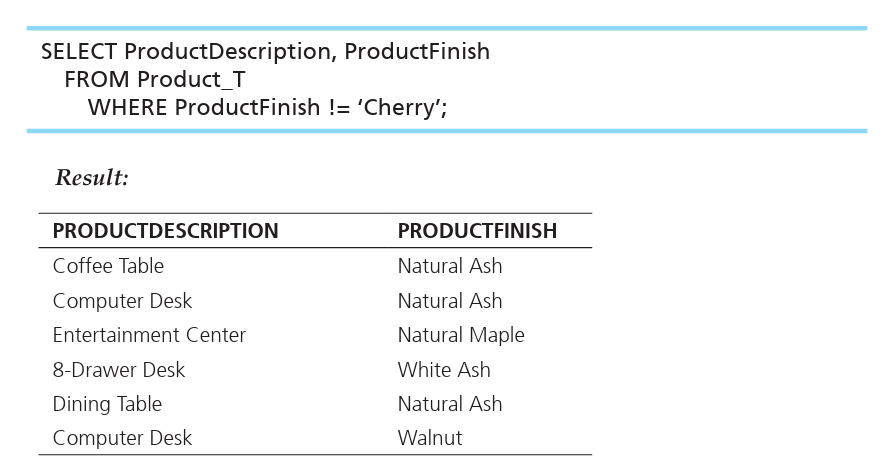 SELECT ProductDescription, ProductFinish
FROM Product_T
WHERE ProductFinish != ‘Cherry’;
Result:
PRODUCTDESCRIPTION PRODUCTFINISH
Coffee Table Natural Ash
Computer Desk Natural Ash
Entertainment Center Natural Maple
8-Drawer Desk White Ash
Dining Table Natural Ash
Computer Desk Walnut